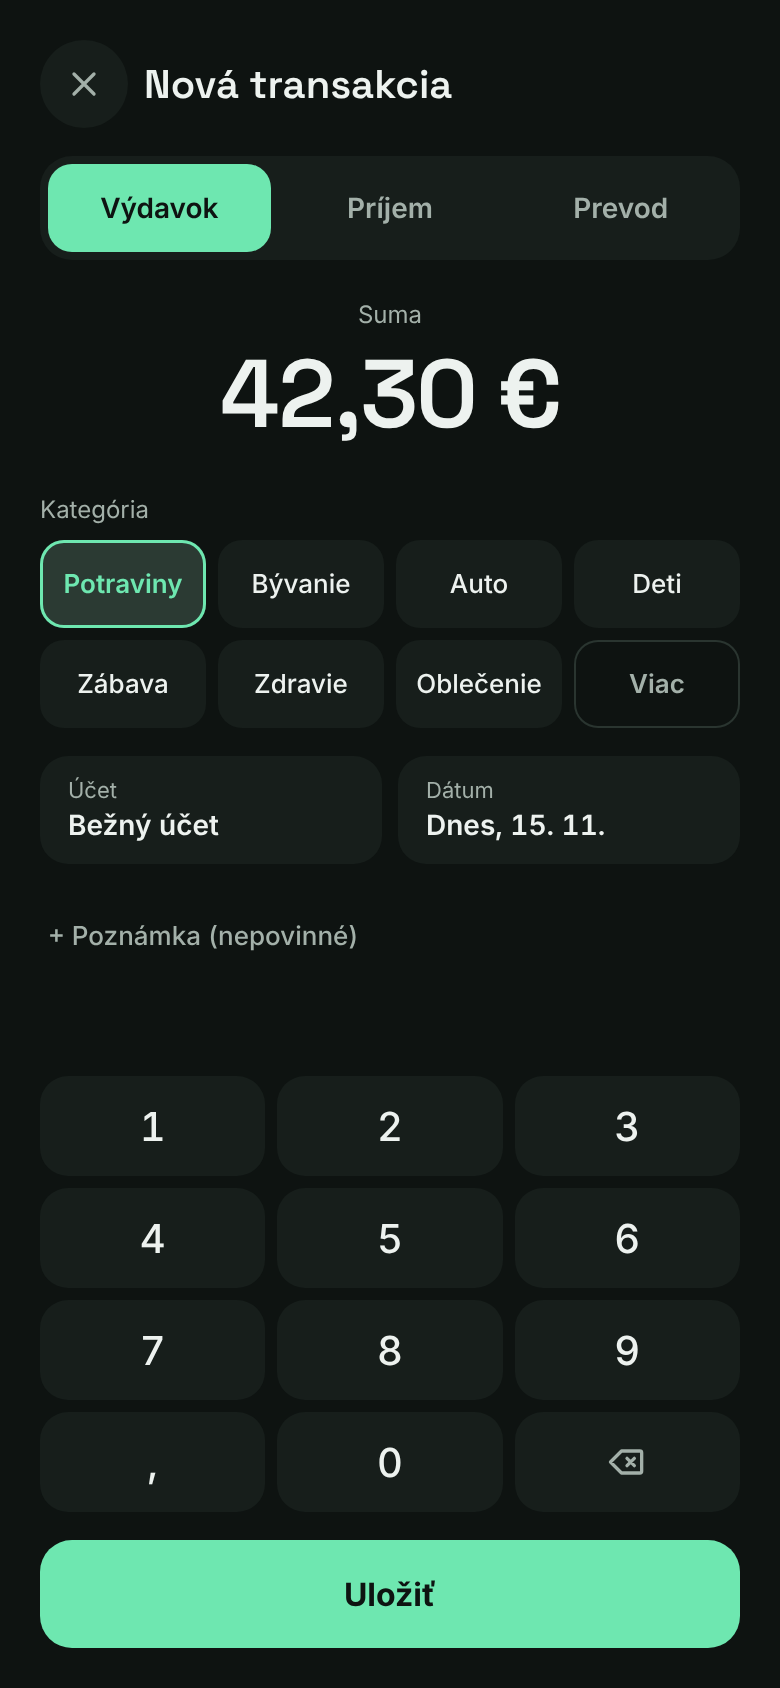 Nová transakcia
Výdavok Príjem Prevod
Suma
42,30 €
Kategória
Potraviny Bývanie Auto Deti
Zábava Zdravie Oblečenie Viac
Účet Dátum
Bežný účet Dnes, 15. 11.
+ Poznámka (nepovinné)
1 2 3
4 5 6
7 8 9
, 0
Uložiť